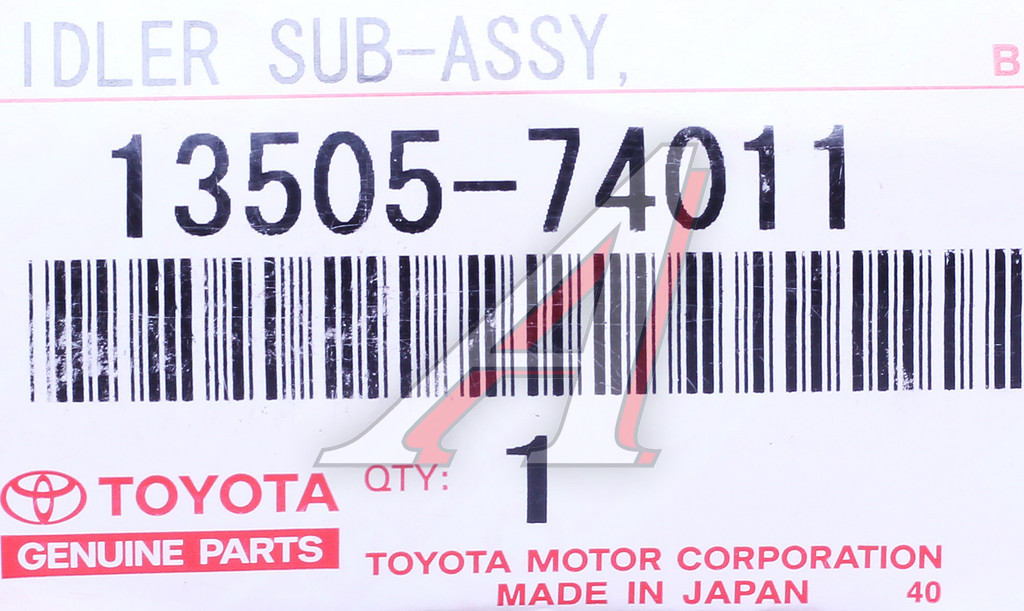 IDLER SUB-ASSY,
B
13505-74011
QTY: 1
TOYOTA
GENUINE PARTS
TOYOTA MOTOR CORPORATION
MADE IN JAPAN 40